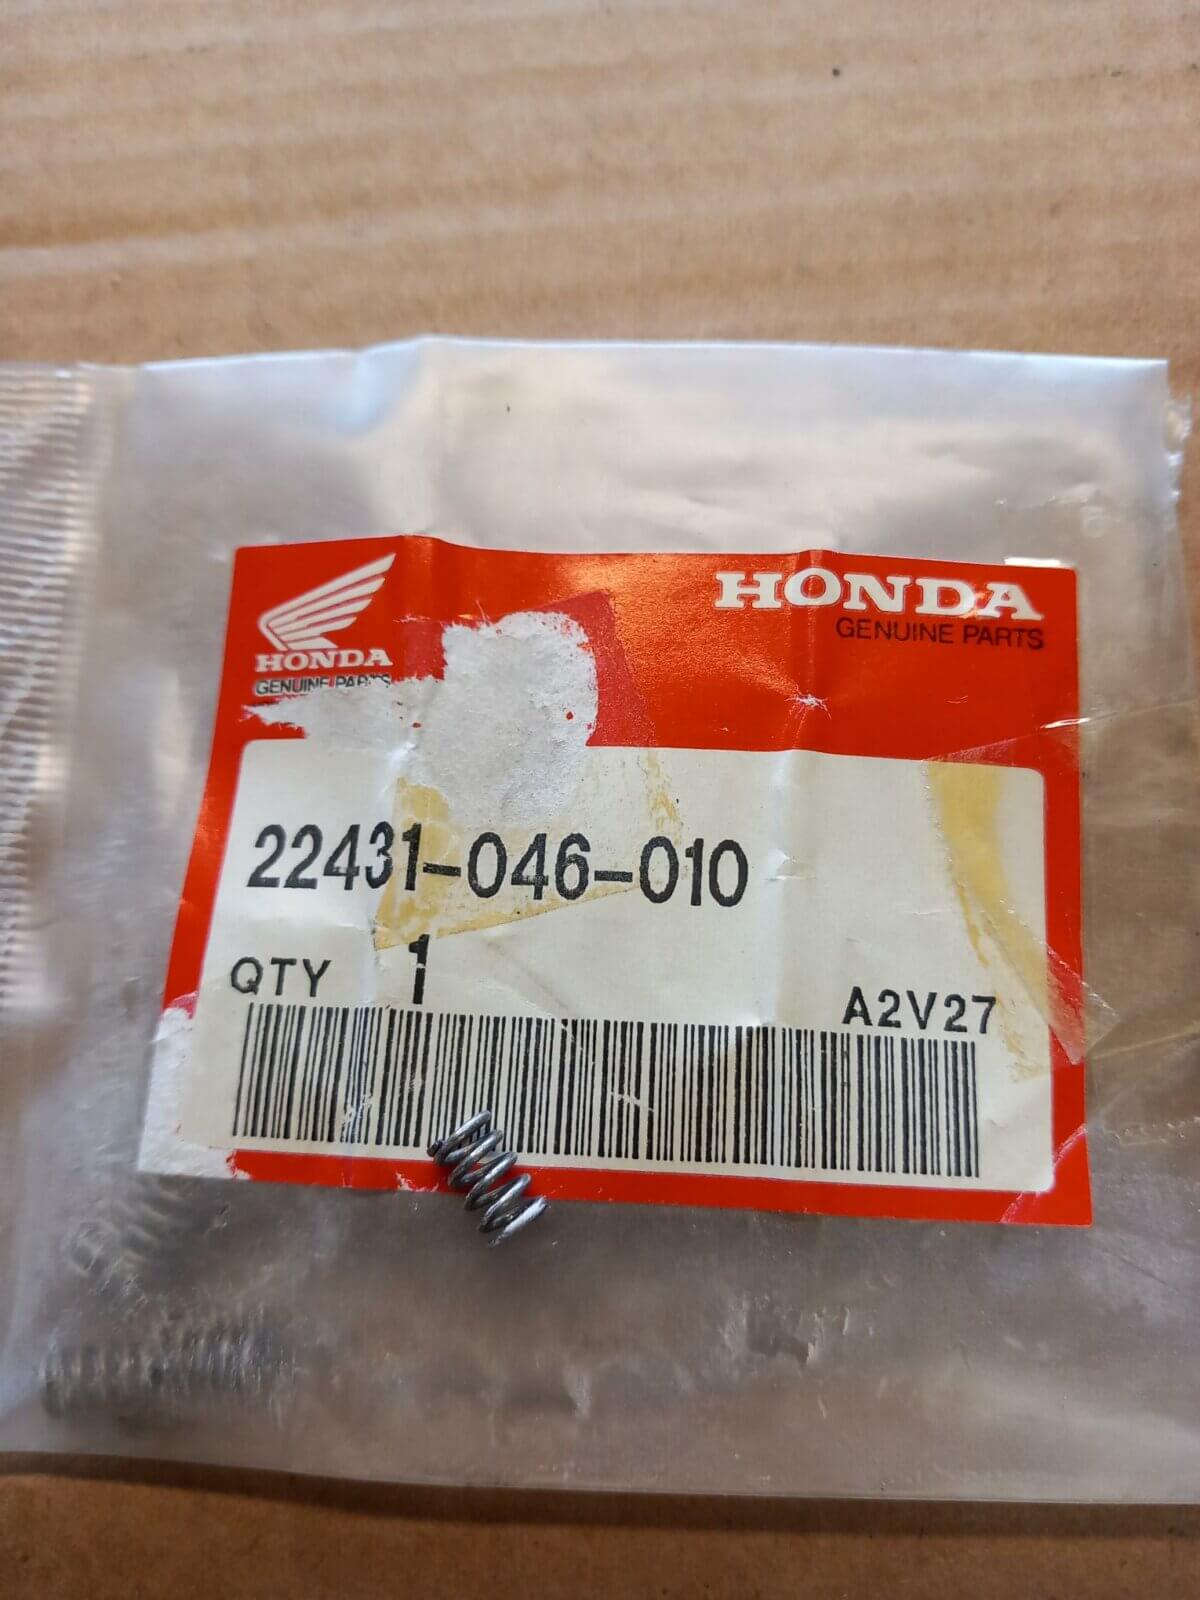 HONDA
GENUINE PARTS
HONDA
GENUINE PARTS
22431-046-010
QTY 1
A2V27